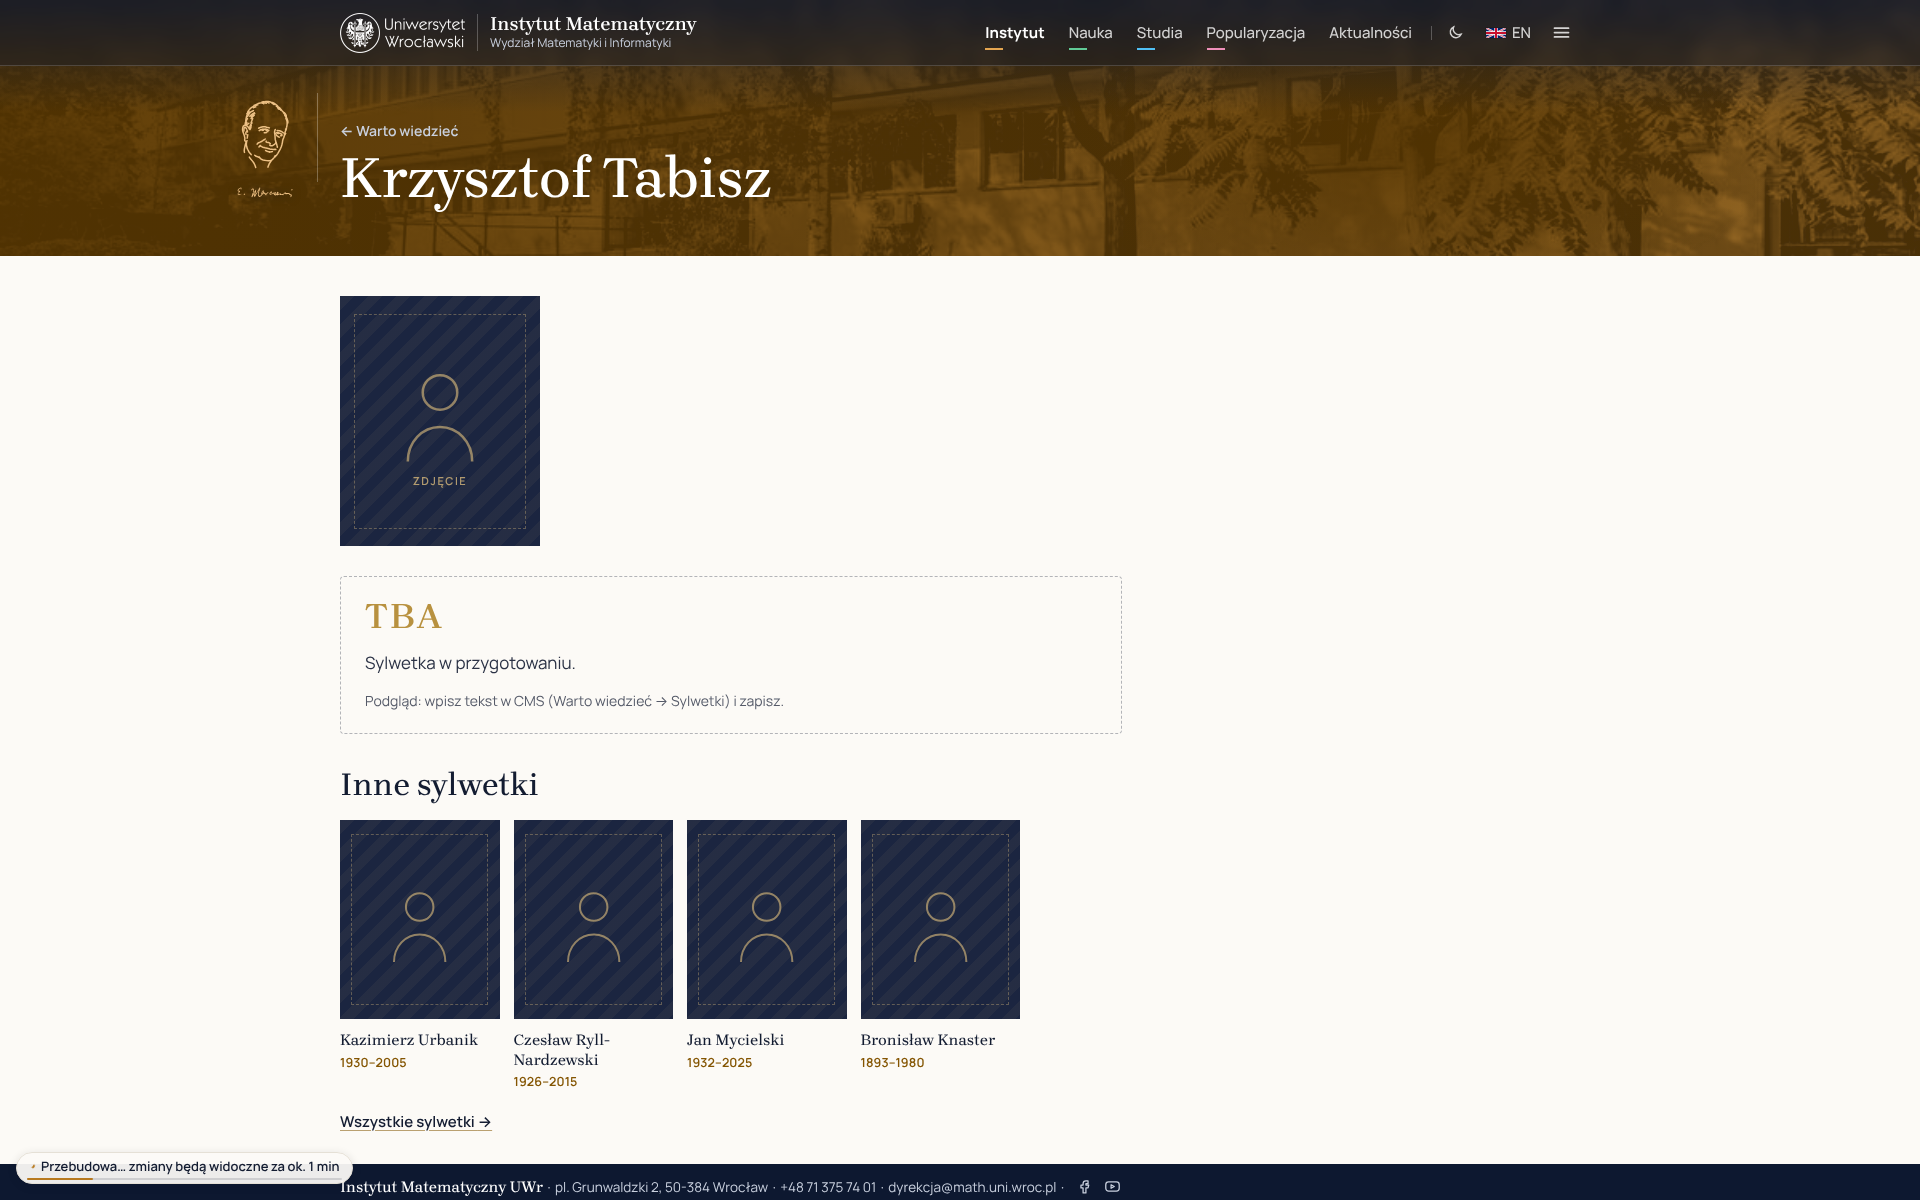 Uniwersytet Wrocławski
Instytut Matematyczny
Wydział Matematyki i Informatyki
Instytut
Nauka
Studia
Popularyzacja
Aktualności
EN
← Warto wiedzieć
Krzysztof Tabisz
ZDJĘCIE
TBA
Sylwetka w przygotowaniu.
Podgląd: wpisz tekst w CMS (Warto wiedzieć → Sylwetki) i zapisz.
Inne sylwetki
Kazimierz Urbanik
1930–2005
Czesław Ryll-
Nardzewski
1926–2015
Jan Mycielski
1932–2025
Bronisław Knaster
1893–1980
Wszystkie sylwetki →
Przebudowa... zmiany będą widoczne za ok. 1 min
Instytut Matematyczny UWr · pl. Grunwaldzki 2, 50-384 Wrocław · +48 71 375 74 01 · dyrekcja@math.uni.wroc.pl ·